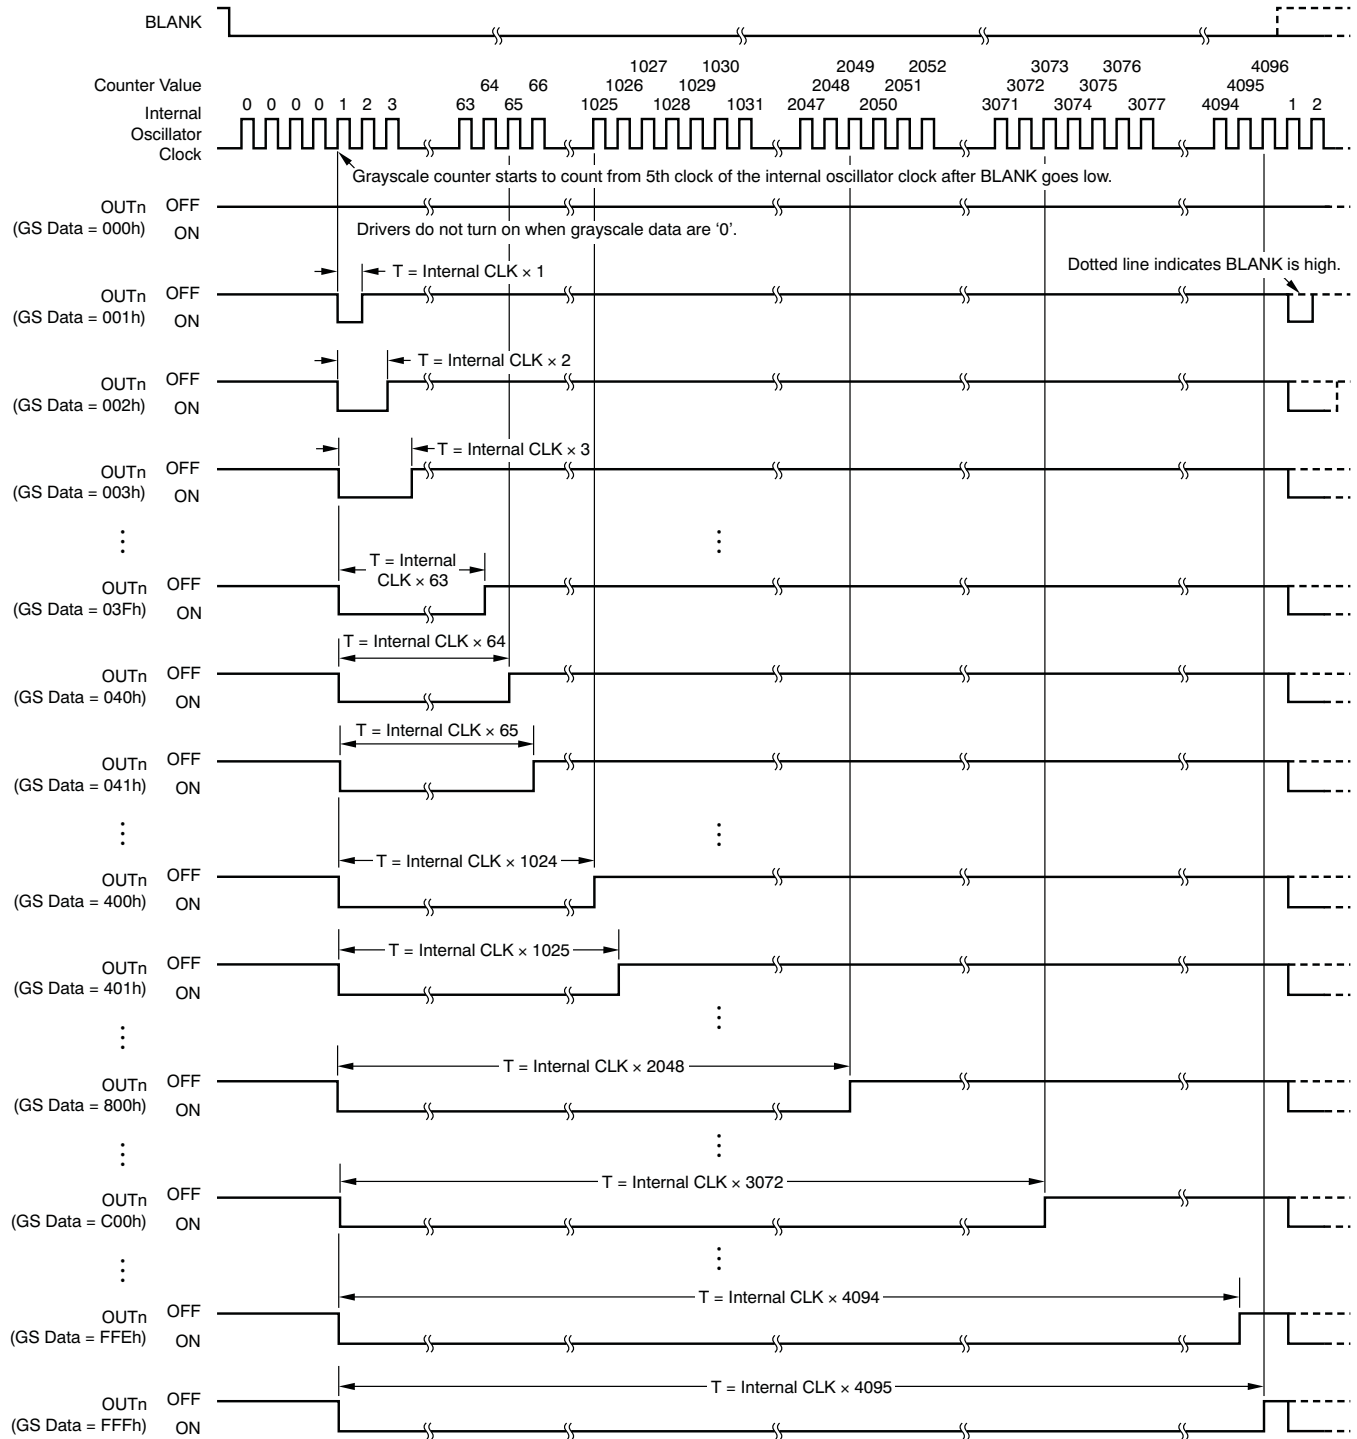 BLANK
1027 1030 2049 2052 3073 3076 4096
Counter Value 64 66 1026 1029 2048 2051 3072 3075 4095
Internal 0 0 0 0 1 2 3 63 65 1025 1028 1031 2047 2050 3071 3074 3077 4094 1 2
Oscillator
Clock
Grayscale counter starts to count from 5th clock of the internal oscillator clock after BLANK goes low.
OUTn OFF
(GS Data = 000h) ON
Drivers do not turn on when grayscale data are ‘0’.
T = Internal CLK × 1
Dotted line indicates BLANK is high.
OUTn OFF
(GS Data = 001h) ON
T = Internal CLK × 2
OUTn OFF
(GS Data = 002h) ON
T = Internal CLK × 3
OUTn OFF
(GS Data = 003h) ON
T = Internal
CLK × 63
OUTn OFF
(GS Data = 03Fh) ON
T = Internal CLK × 64
OUTn OFF
(GS Data = 040h) ON
T = Internal CLK × 65
OUTn OFF
(GS Data = 041h) ON
T = Internal CLK × 1024
OUTn OFF
(GS Data = 400h) ON
T = Internal CLK × 1025
OUTn OFF
(GS Data = 401h) ON
T = Internal CLK × 2048
OUTn OFF
(GS Data = 800h) ON
T = Internal CLK × 3072
OUTn OFF
(GS Data = C00h) ON
T = Internal CLK × 4094
OUTn OFF
(GS Data = FFEh) ON
T = Internal CLK × 4095
OUTn OFF
(GS Data = FFFh) ON